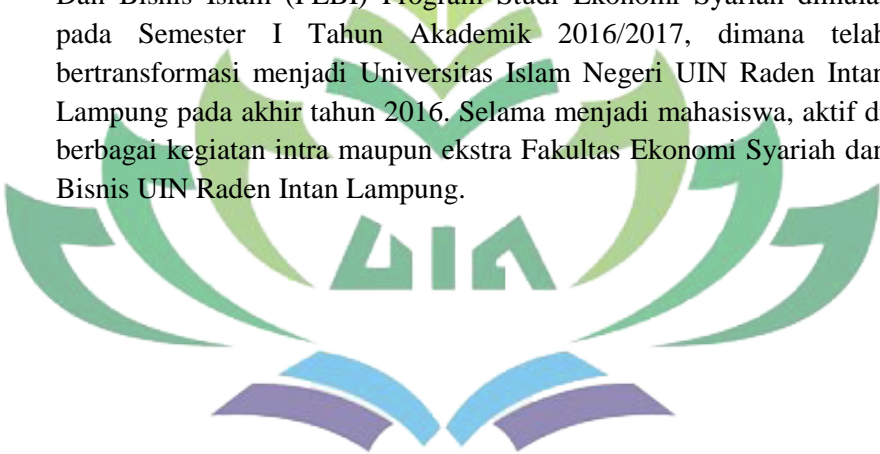 Dan Bisnis Islam (FEBI) Program Studi Ekonomi Syariah dimulai
pada Semester I Tahun Akademik 2016/2017, dimana telah
bertransformasi menjadi Universitas Islam Negeri UIN Raden Intan
Lampung pada akhir tahun 2016. Selama menjadi mahasiswa, aktif di
berbagai kegiatan intra maupun ekstra Fakultas Ekonomi Syariah dan
Bisnis UIN Raden Intan Lampung.
UIN